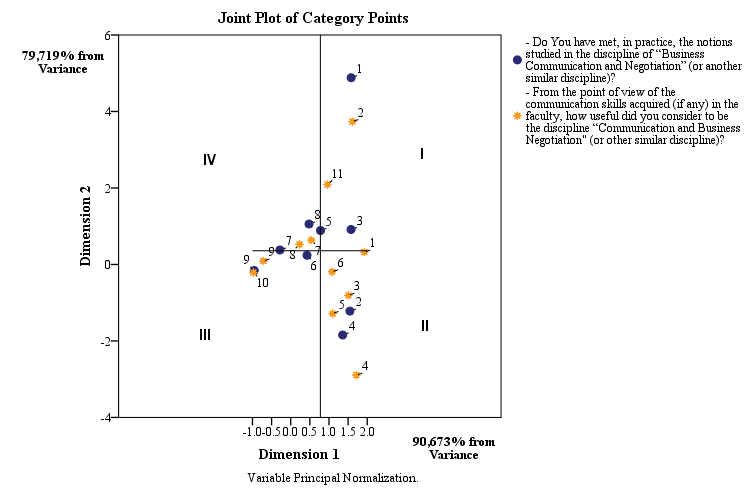 Joint Plot of Category Points
79,719% from
Variance
6
4
2
0
-2
-4
Dimension 2
IV
I
III
II
1
2
11
8
5
3
7
9
9
8
7
6
1
6
10
3
5
2
4
4
-1.0-0.5 0.0 0.5 1.0 1.5 2.0
Dimension 1
90,673% from
Variance
Variable Principal Normalization.
- Do You have met, in practice, the notions
studied in the discipline of “Business
Communication and Negotiation” (or another
similar discipline)?
- From the point of view of the
communication skills acquired (if any) in the
faculty, how useful did you consider to be
the discipline “Communication and Business
Negotiation” (or other similar discipline)?